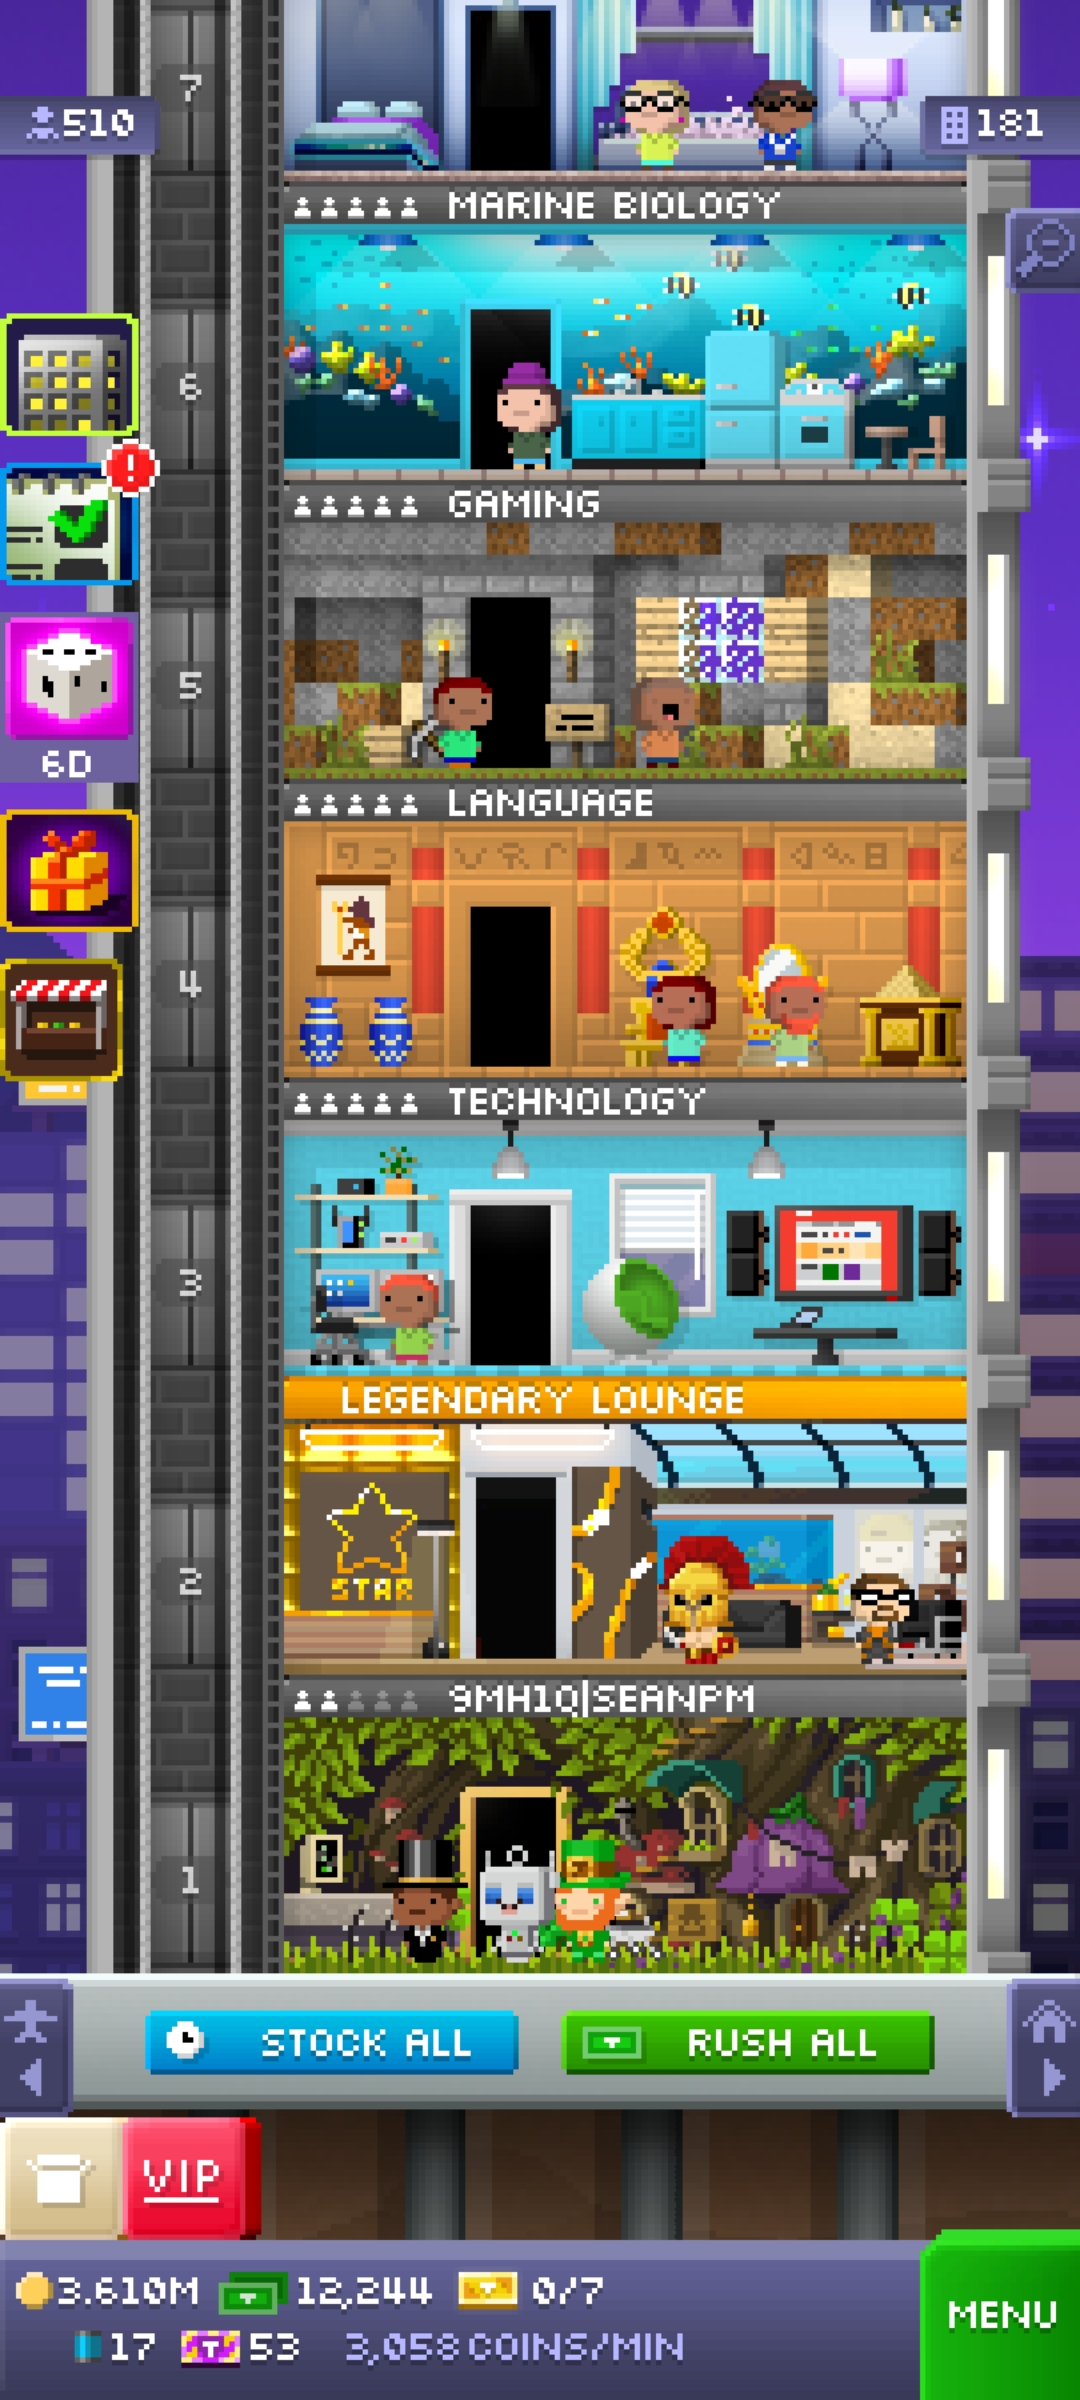 7
510
181
MARINE BIOLOGY
6
GAMING
5
6D
LANGUAGE
4
TECHNOLOGY
3
LEGENDARY LOUNGE
STAR
2
9MH1Q|SEANPM
1
STOCK ALL
RUSH ALL
VIP
3.610M 12,244 0/7
17 53 3,058 COINS/MIN
MENU